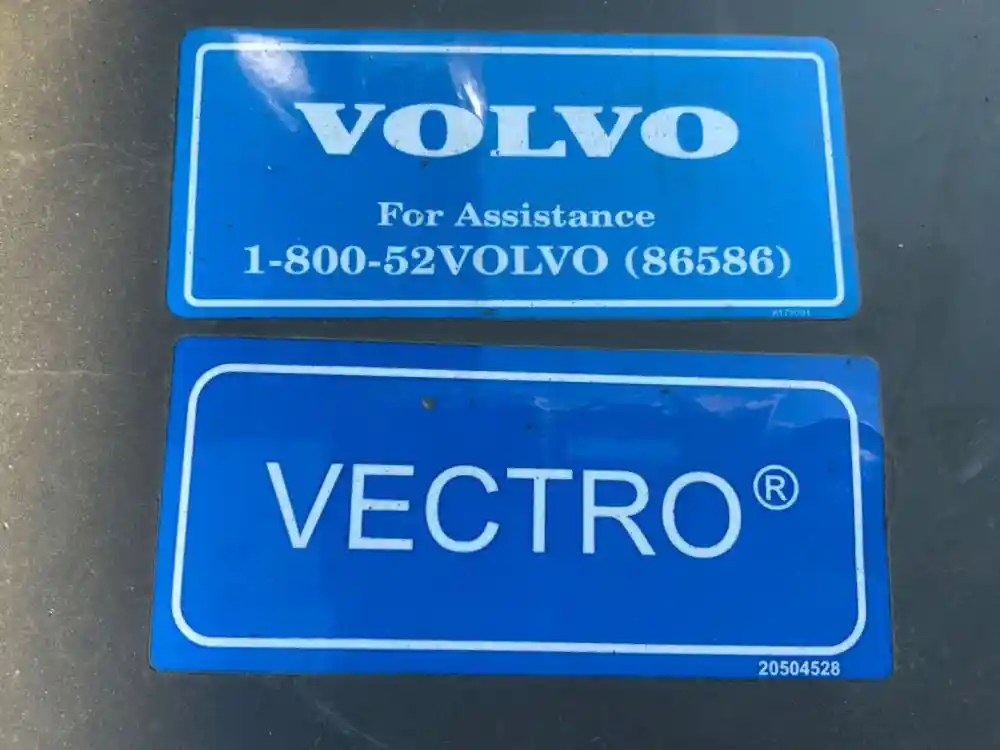 VOLVO
For Assistance
1-800-52VOLVO (86586)
VECTRO®
20504528